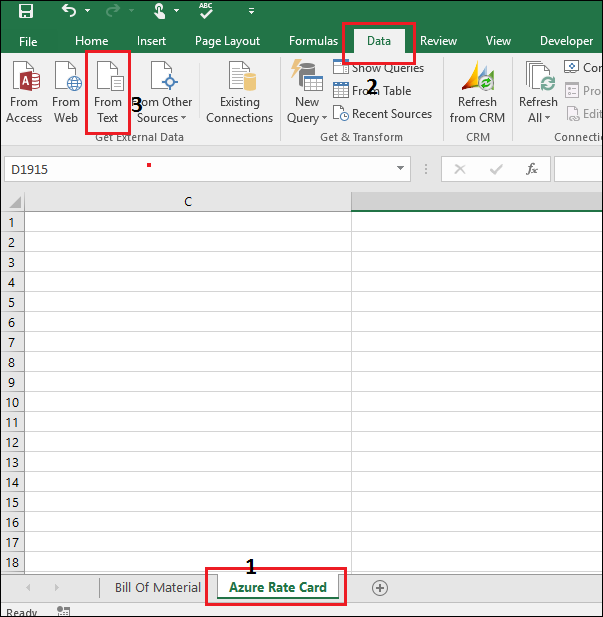 ABC
File Home Insert Page Layout Formulas Data Review View Developer
Show Queries
2
From Table
Recent Sources
From Access
From Web
From Text
3
From Other Sources
Existing Connections
New Query
Refresh from CRM
Refresh All
Con
Pro
Edit
Get External Data Get & Transform CRM Connecti
D1915 fx
C
1
2
3
4
5
6
7
8
9
10
11
12
13
14
15
16
17
18
1
Bill Of Material Azure Rate Card
Ready